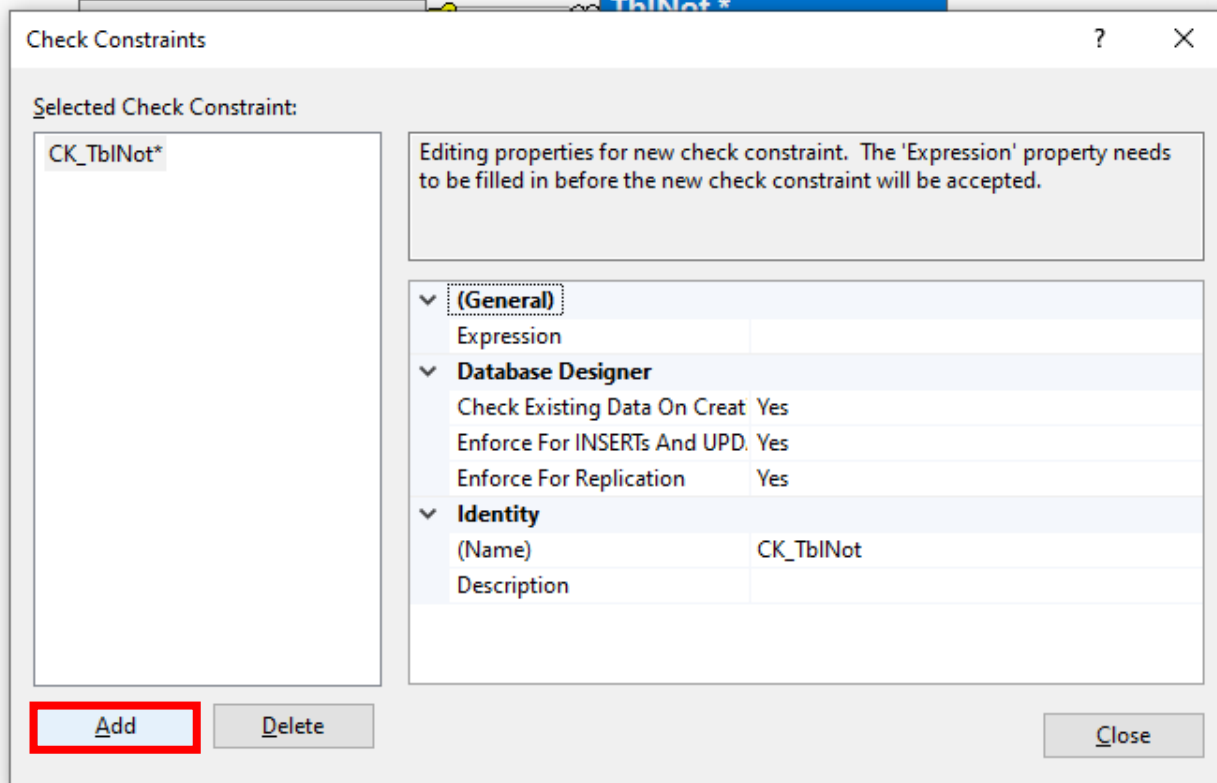 TblNot *
Check Constraints
?
Selected Check Constraint:
CK_TblNot*
Editing properties for new check constraint. The 'Expression' property needs
to be filled in before the new check constraint will be accepted.
(General)
Expression
Database Designer
Check Existing Data On Creat Yes
Enforce For INSERTs And UPD. Yes
Enforce For Replication Yes
Identity
(Name) CK_TblNot
Description
Add Delete
Close